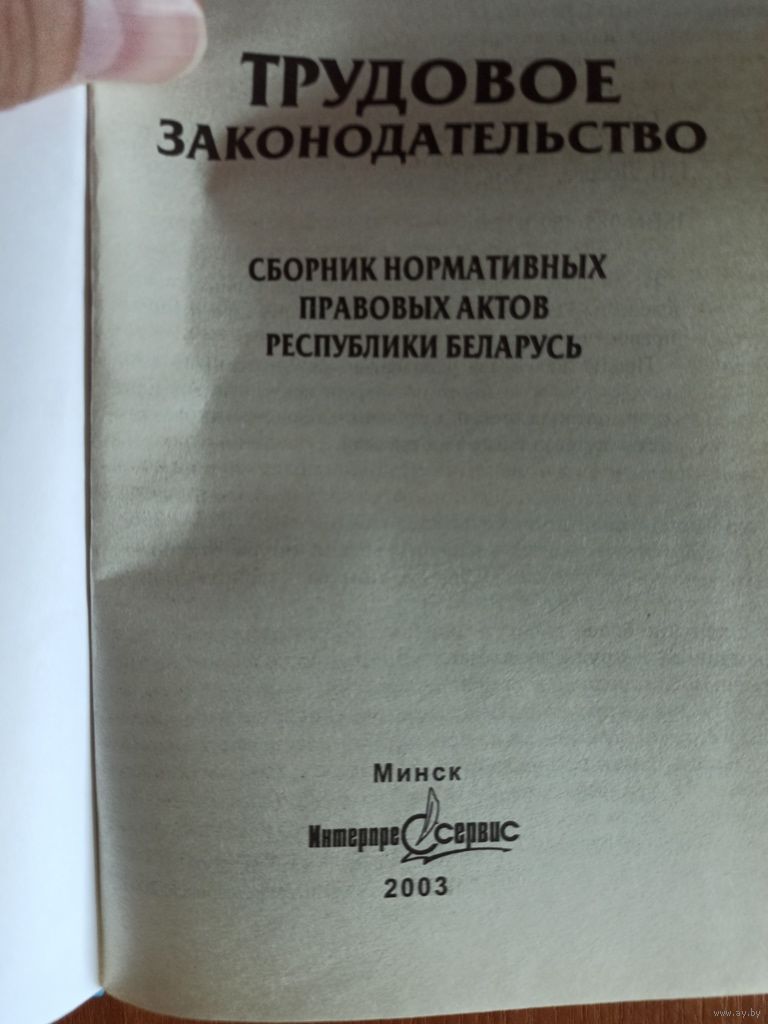 ТРУДОВОЕ
ЗАКОНОДАТЕЛЬСТВО
СБОРНИК НОРМАТИВНЫХ
ПРАВОВЫХ АКТОВ
РЕСПУБЛИКИ БЕЛАРУСЬ
Минск
Интерпрессервис
2003
www.ay.by